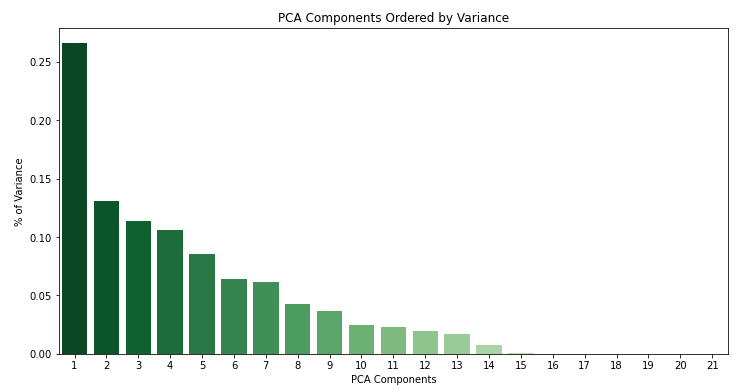 PCA Components Ordered by Variance
0.25
0.20
0.15
0.10
0.05
0.00
% of Variance
1 2 3 4 5 6 7 8 9 10 11 12 13 14 15 16 17 18 19 20 21
PCA Components